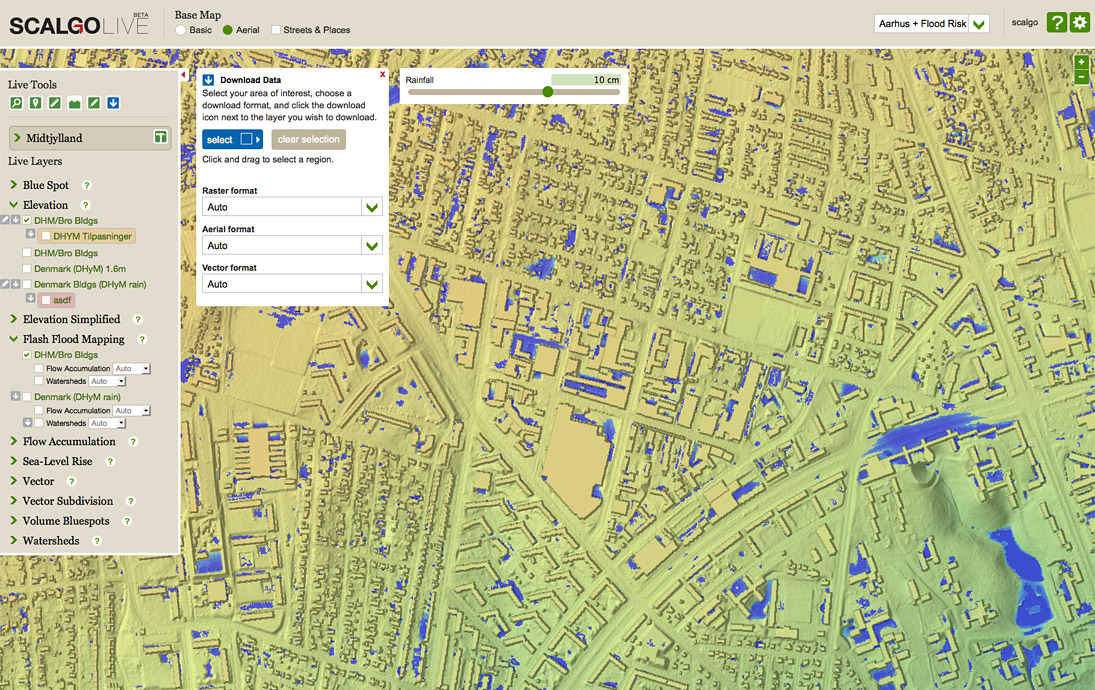 SCALGO LIVE BETA
Base Map
Basic Aerial Streets & Places
Aarhus + Flood Risk
scalgo
?
Live Tools
Midtjylland
T
Live Layers
Blue Spot ?
Elevation ?
DHM/Bro Bldgs
DHYM Tilpasninger
DHM/Bro Bldgs
Denmark (DHyM) 1.6m
Denmark Bldgs (DHyM rain)
asdf
Elevation Simplified ?
Flash Flood Mapping ?
DHM/Bro Bldgs
Flow Accumulation Auto
Watersheds Auto
Denmark (DHyM rain)
Flow Accumulation Auto
Watersheds Auto
Flow Accumulation ?
Sea-Level Rise ?
Vector ?
Vector Subdivision ?
Volume Bluespots ?
Watersheds ?
Download Data
x
Select your area of interest, choose a
download format, and click the download
icon next to the layer you wish to download.
select
clear selection
Click and drag to select a region.
Raster format
Auto
Aerial format
Auto
Vector format
Auto
Rainfall 10 cm
+
-